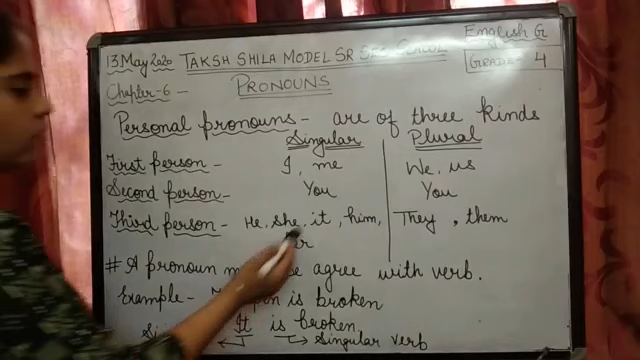 13 May 2020 TAKSH SHILA MODEL SR SEC SCHOOL English G
Chapter-6 PRONOUNS GRADE- 4
Personal pronouns- are of three kinds
Singular Plural
First person- I, me We, us
Second person- You You
Third person- He, she, it, him, They, them
# A pronoun agree with verb.
Example- pen is broken
It is broken.
Singular verb